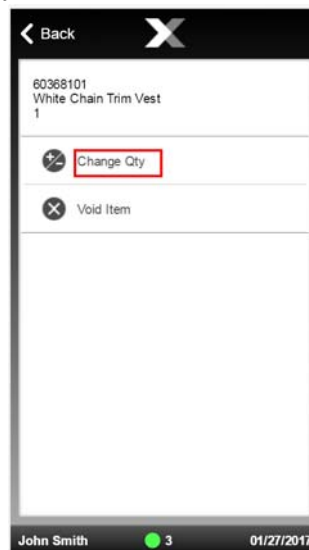 Back
60368101
White Chain Trim Vest
1
Change Qty
Void Item
John Smith 3 01/27/2017